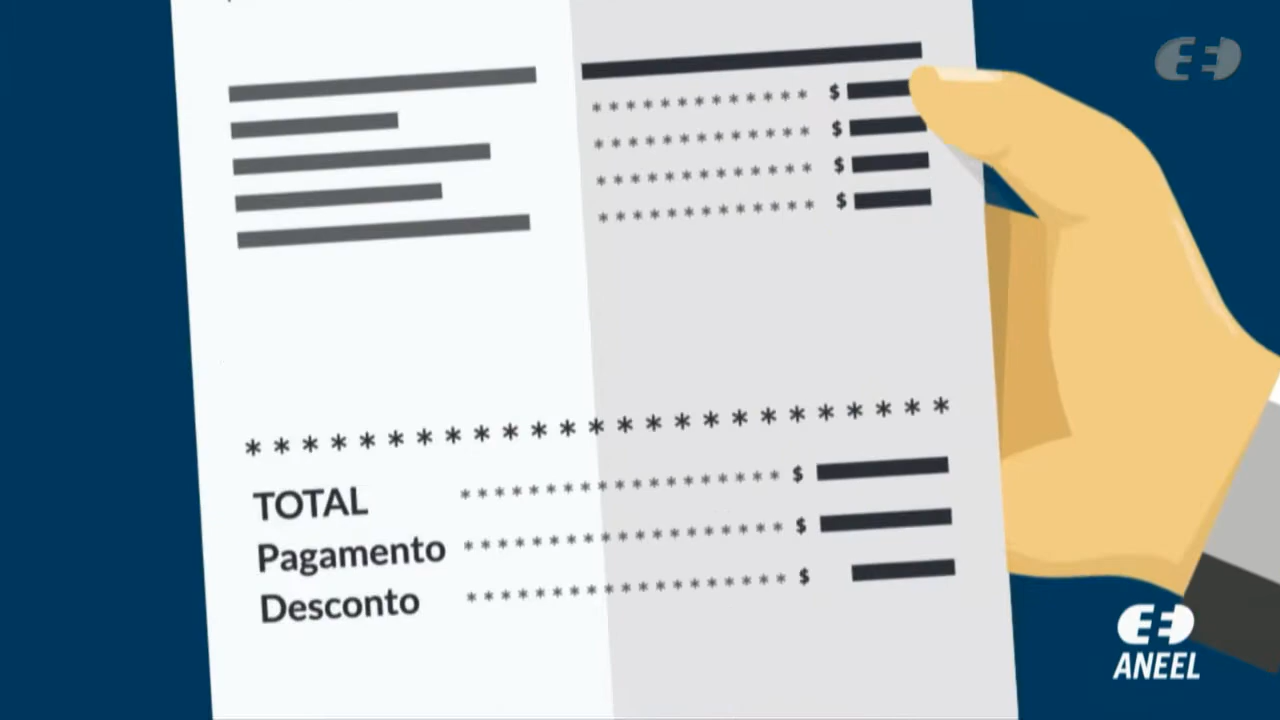 ************ $
************ $
************ $
************ $
*************************
TOTAL ******************* $
Pagamento ******************* $
Desconto ******************* $
ANEEL